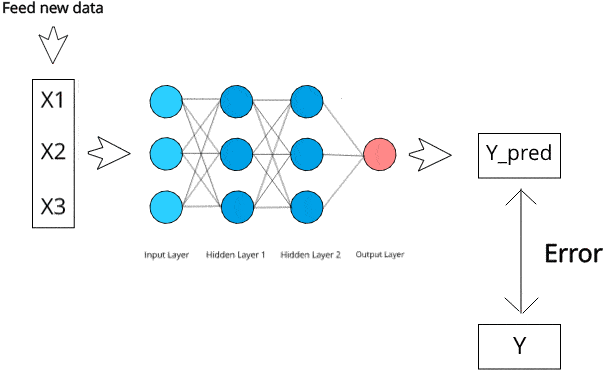 Feed new data
X1
X2
X3
Input Layer
Hidden Layer 1
Hidden Layer 2
Output Layer
Y_pred
Error
Y